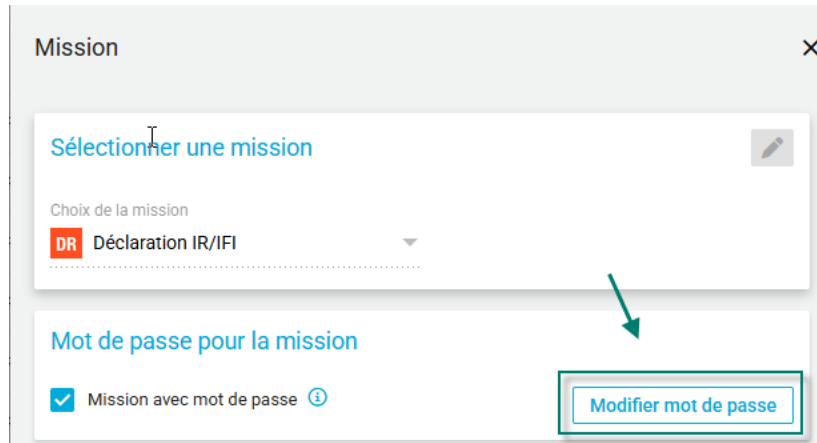 Mission
Sélectionner une mission
Choix de la mission
DR Déclaration IR/IFI
Mot de passe pour la mission
Mission avec mot de passe
Modifier mot de passe